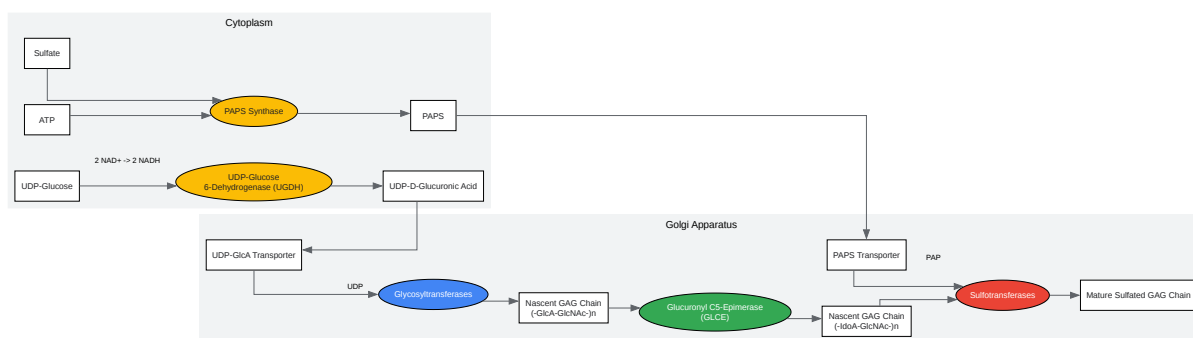 Cytoplasm
Sulfate
ATP
PAPS Synthase
PAPS
2 NAD+ -> 2 NADH
UDP-Glucose
UDP-Glucose
6-Dehydrogenase (UGDH)
UDP-D-Glucuronic Acid
Golgi Apparatus
UDP-GlcA Transporter
PAPS Transporter
PAP
UDP
Glycosyltransferases
Nascent GAG Chain
(-GlcA-GlcNAc-)n
Glucuronyl C5-Epimerase
(GLCE)
Nascent GAG Chain
(-IdoA-GlcNAc-)n
Sulfotransferases
Mature Sulfated GAG Chain